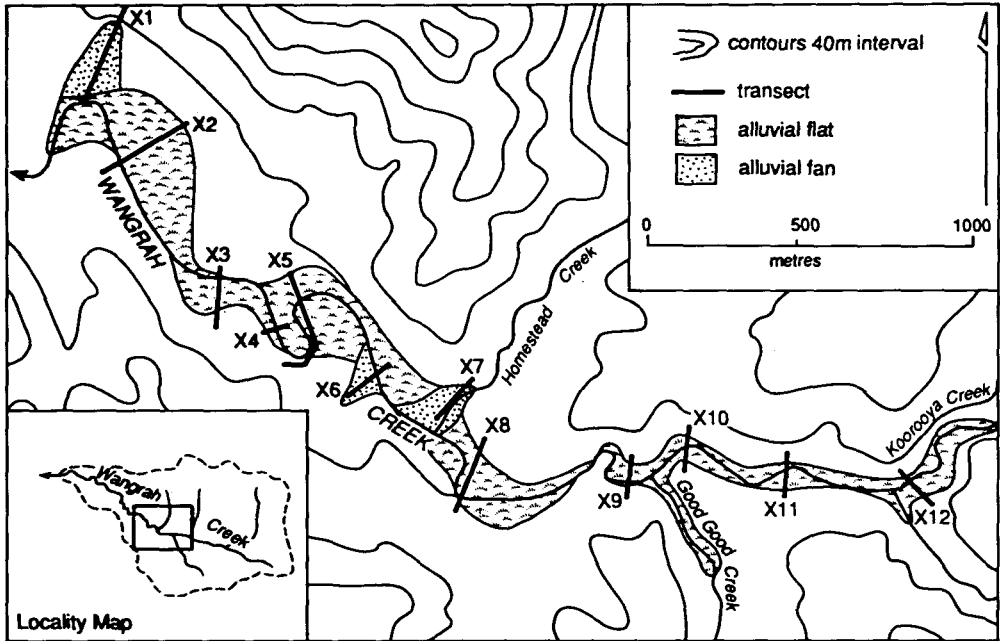 X1
X2
WANGRAH
X3
X5
X4
X6
X7
CREEK
X8
Homestead Creek
X9
X10
Good Good
Creek
X11
Koorooya Creek
X12
contours 40m interval
transect
alluvial flat
alluvial fan
0 500 1000
metres
Wangrah
Creek
Locality Map